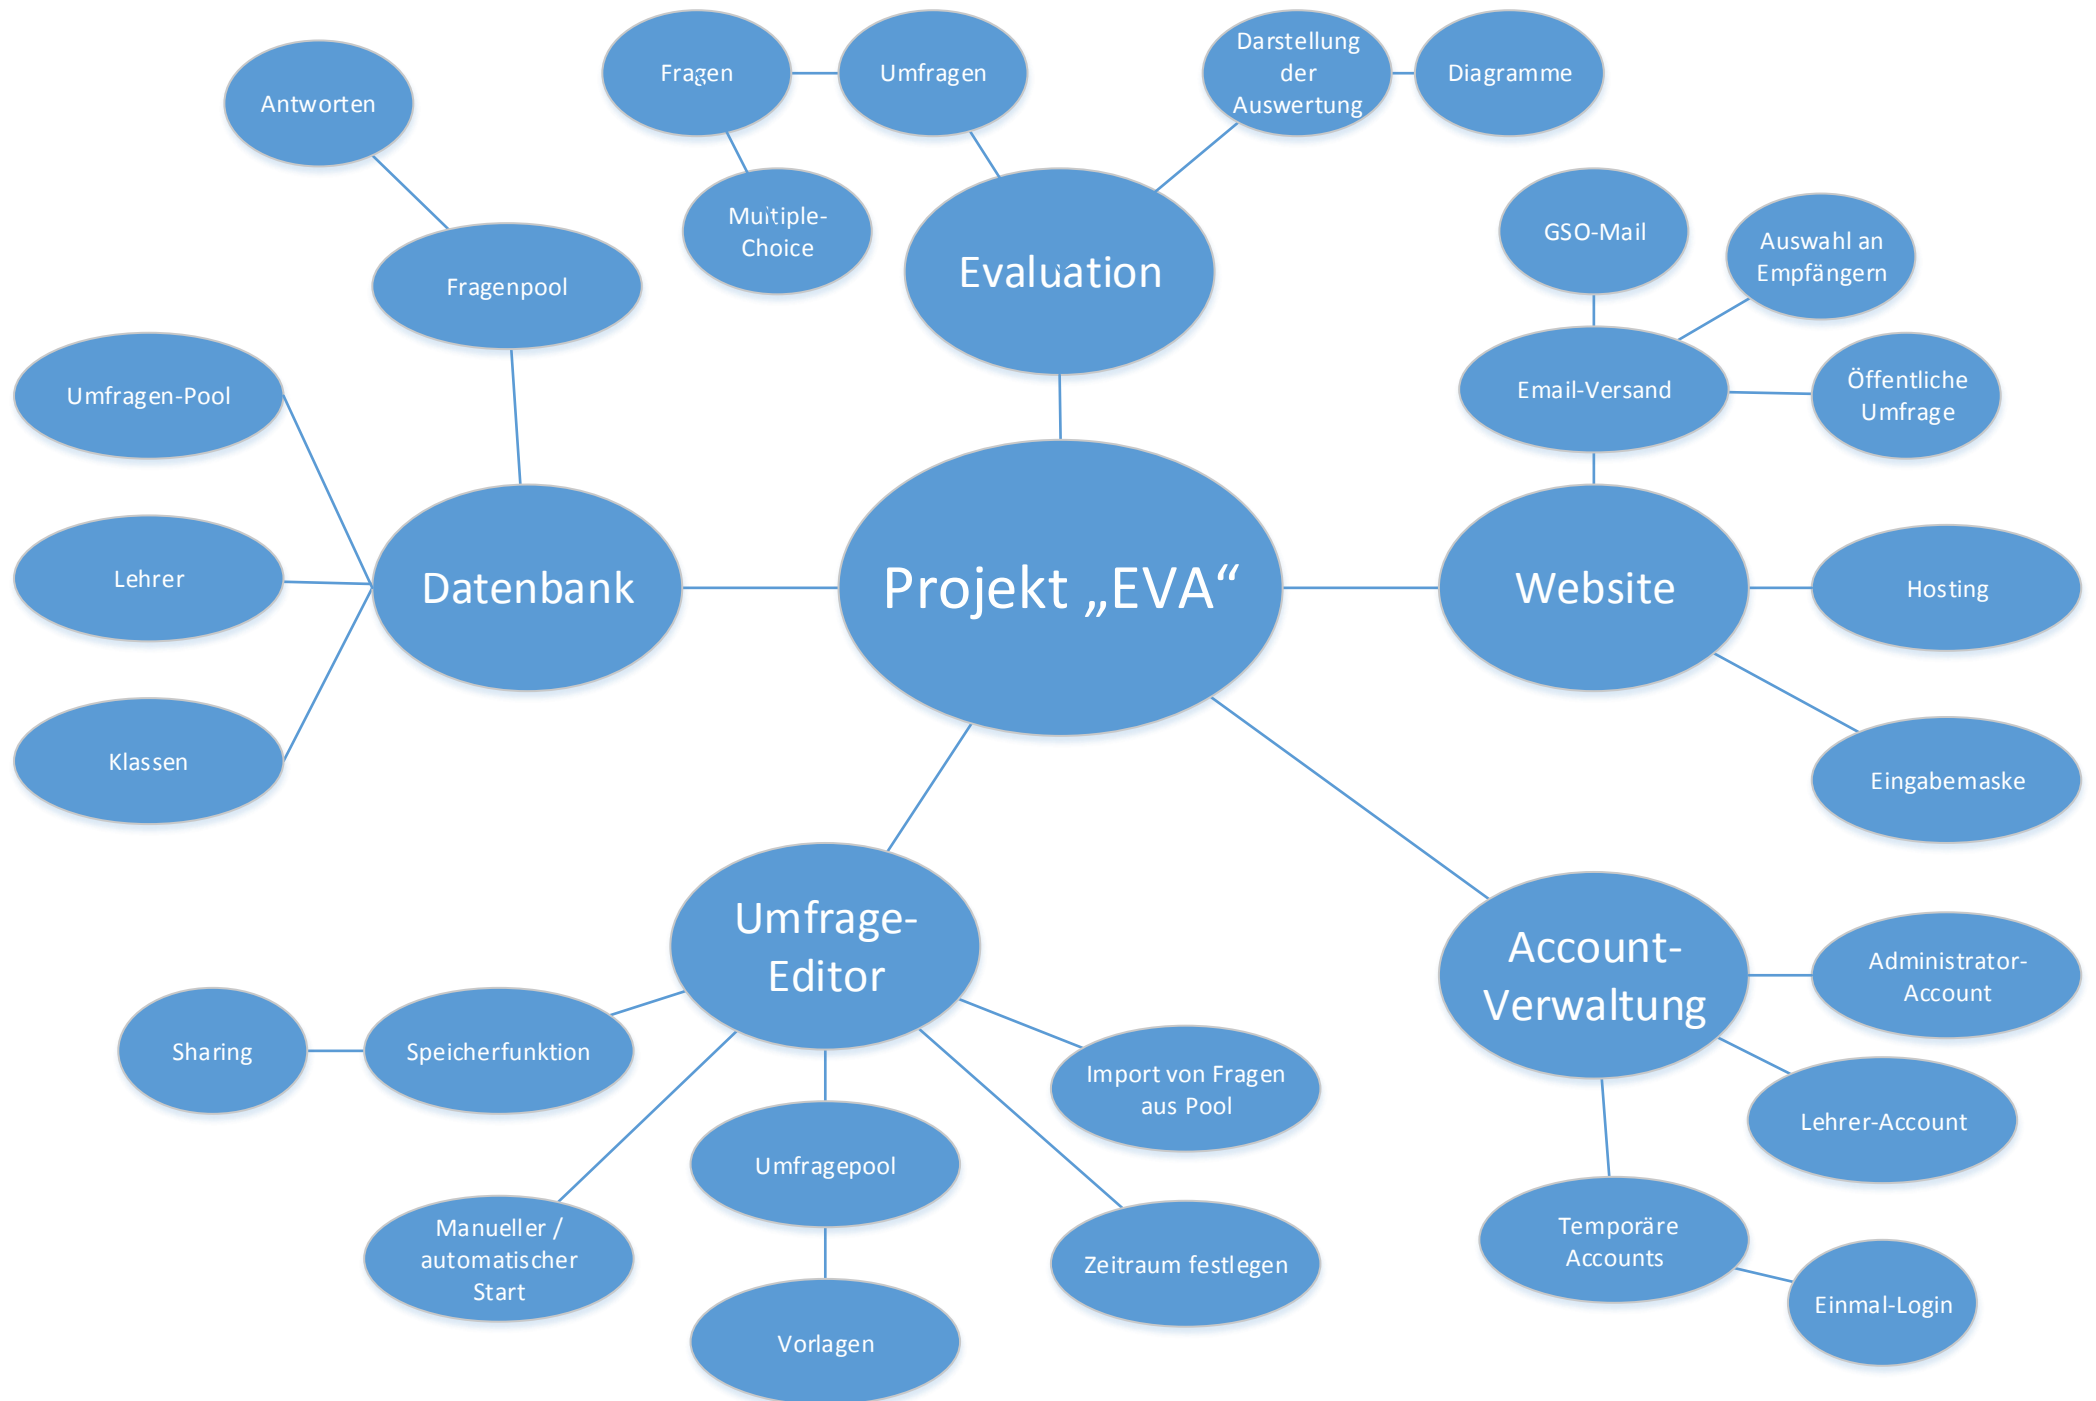 Fragen
Umfragen
Darstellung
der
Auswertung
Diagramme
Antworten
Multiple-
Choice
Evaluation
GSO-Mail
Auswahl an
Empfängern
Fragenpool
Umfragen-Pool
Email-Versand
Öffentliche
Umfrage
Lehrer
Datenbank
Projekt „EVA“
Website
Hosting
Klassen
Eingabemaske
Umfrage-
Editor
Account-
Verwaltung
Administrator-
Account
Sharing
Speicherfunktion
Import von Fragen
aus Pool
Lehrer-Account
Umfragepool
Manueller /
automatischer
Start
Zeitraum festlegen
Temporäre
Accounts
Einmal-Login
Vorlagen